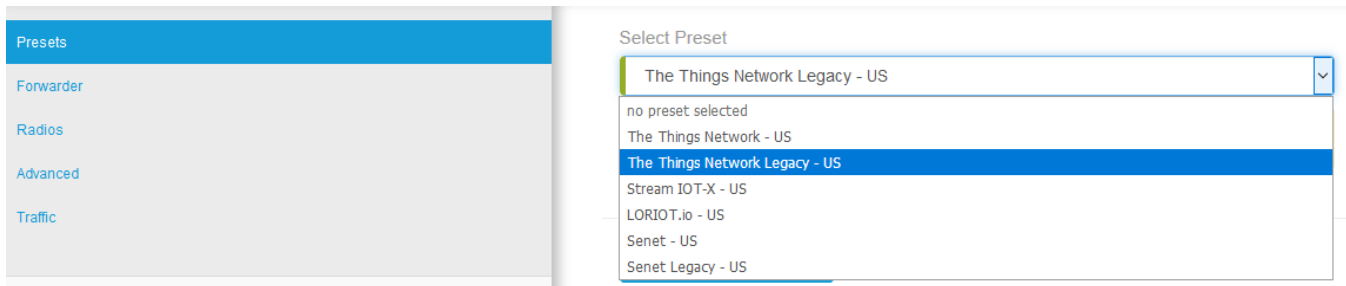 Presets
Forwarder
Radios
Advanced
Traffic
Select Preset
The Things Network Legacy - US
no preset selected
The Things Network - US
The Things Network Legacy - US
Stream IOT-X - US
LORIOT.io - US
Senet - US
Senet Legacy - US